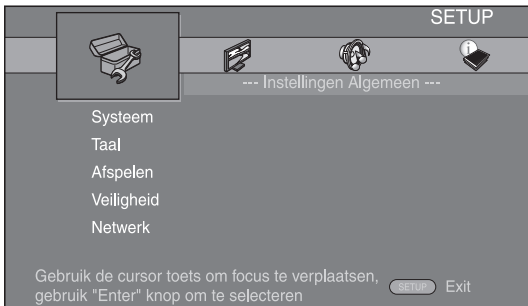 SETUP
--- Instellingen Algemeen ---
Systeem
Taal
Afspelen
Veiligheid
Netwerk
Gebruik de cursor toets om focus te verplaatsen,
gebruik "Enter" knop om te selecteren
SETUP Exit